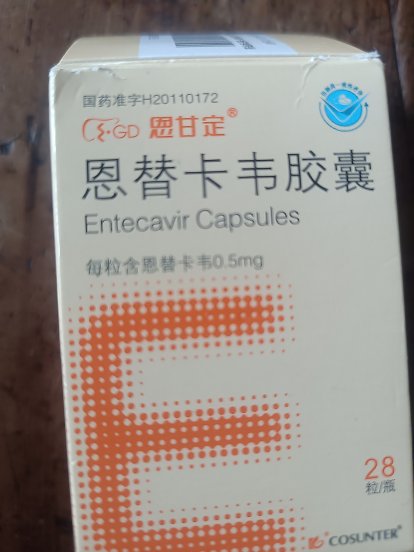 国药准字H20110172
GD 恩甘定®
恩替卡韦胶囊
Entecavir Capsules
每粒含恩替卡韦0.5mg
28
粒/瓶
COSUNTER®